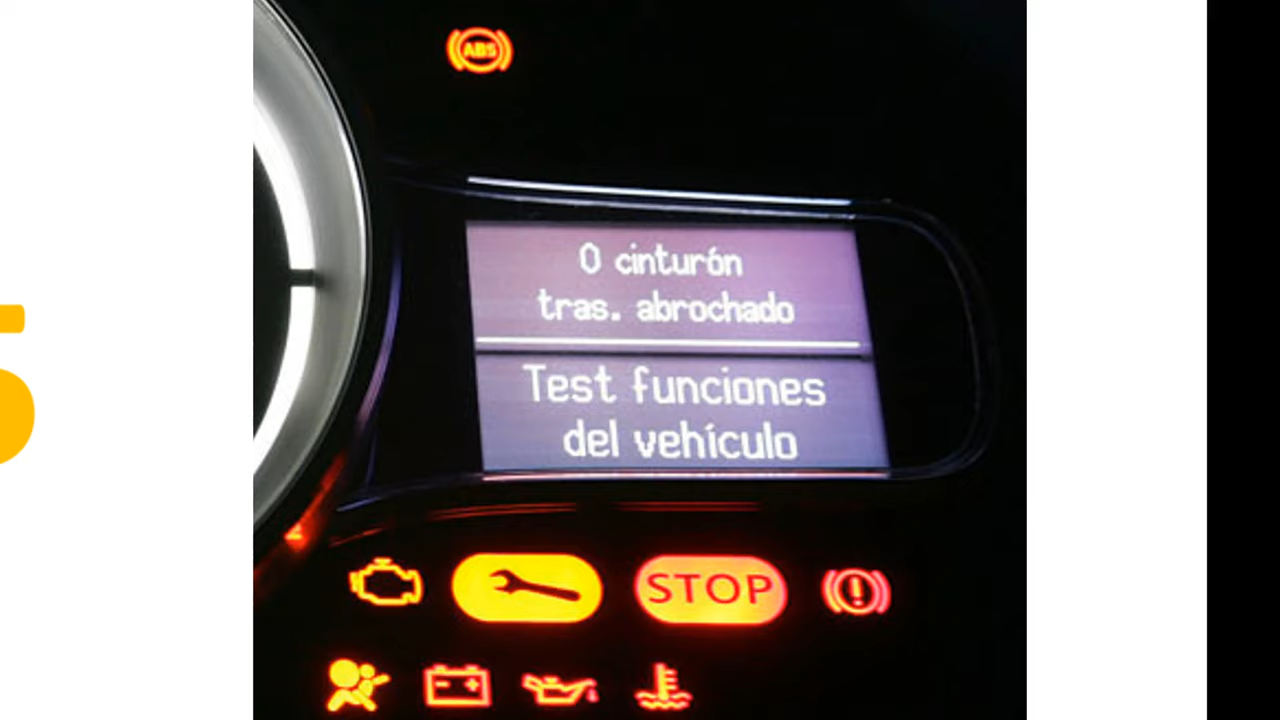 ABS
0 cinturón
tras. abrochado
Test funciones
del vehículo
STOP